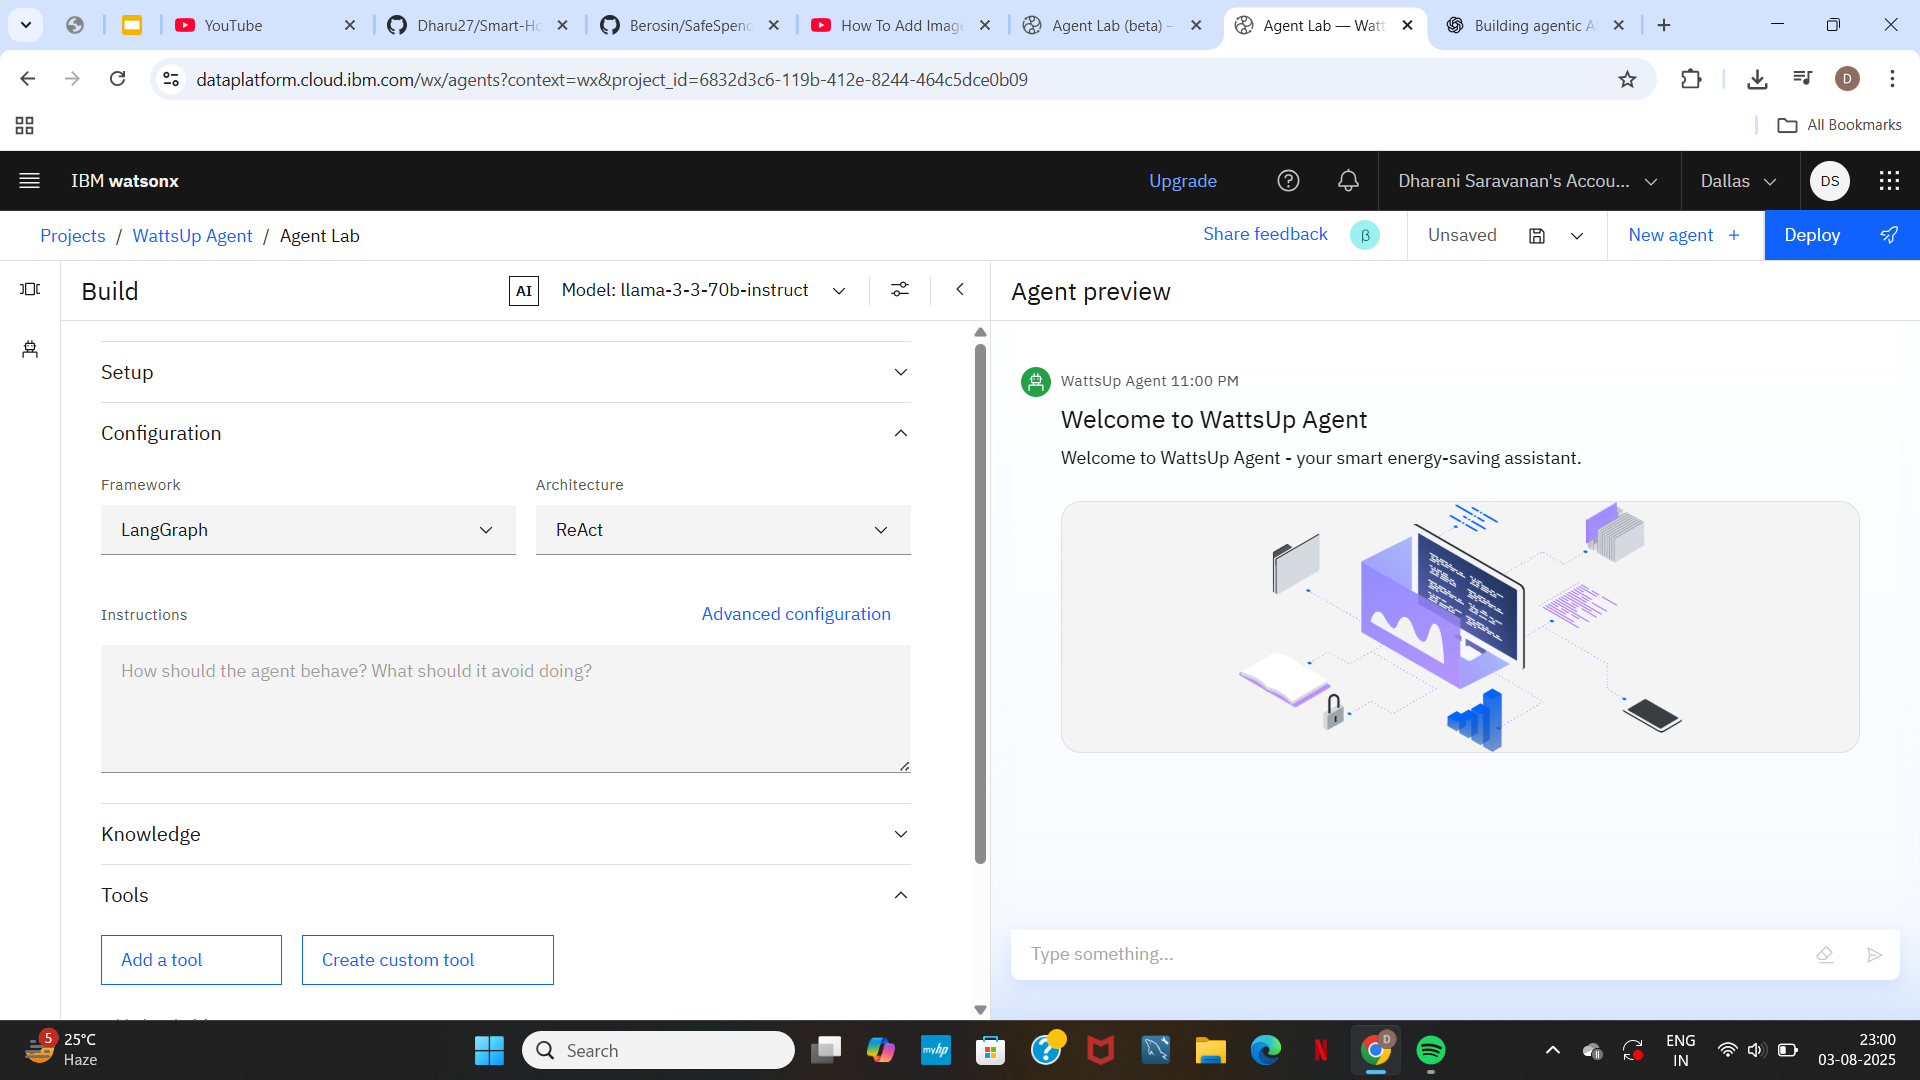 YouTube
Dharu27/Smart-Ho
Berosin/SafeSpend
How To Add Image
Agent Lab (beta) –
Agent Lab — Watt
Building agentic A
dataplatform.cloud.ibm.com/wx/agents?context=wx&project_id=6832d3c6-119b-412e-8244-464c5dce0b09
D
All Bookmarks
IBM watsonx
Upgrade
Dharani Saravanan's Accou...
Dallas
DS
Projects / WattsUp Agent / Agent Lab
Share feedback
β
Unsaved
New agent +
Deploy
Build
AI
Model: llama-3-3-70b-instruct
Agent preview
Setup
Configuration
Framework
Architecture
LangGraph
ReAct
Instructions
Advanced configuration
How should the agent behave? What should it avoid doing?
Knowledge
Tools
Add a tool
Create custom tool
WattsUp Agent 11:00 PM
Welcome to WattsUp Agent
Welcome to WattsUp Agent - your smart energy-saving assistant.
Type something...
5
25°C
Haze
Search
myhp
D
ENG
IN
23:00
03-08-2025